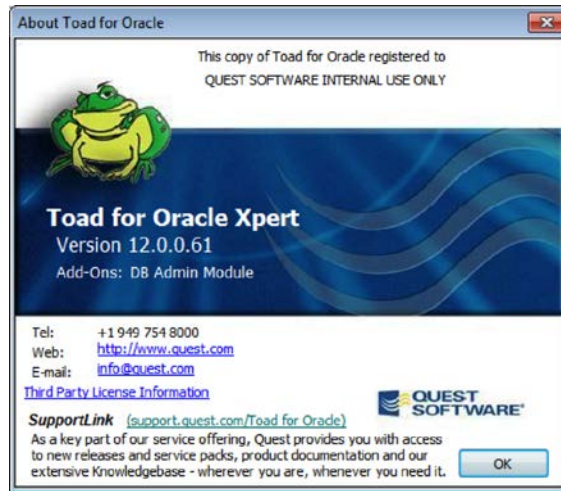 About Toad for Oracle
This copy of Toad for Oracle registered to
QUEST SOFTWARE INTERNAL USE ONLY
Toad for Oracle Xpert
Version 12.0.0.61
Add-Ons: DB Admin Module
Tel: +1 949 754 8000
Web: http://www.quest.com
E-mail: info@quest.com
Third Party License Information
QUEST
SOFTWARE®
SupportLink (support.quest.com/Toad for Oracle)
As a key part of our service offering, Quest provides you with access
to new releases and service packs, product documentation and our
extensive Knowledgebase - wherever you are, whenever you need it.
OK